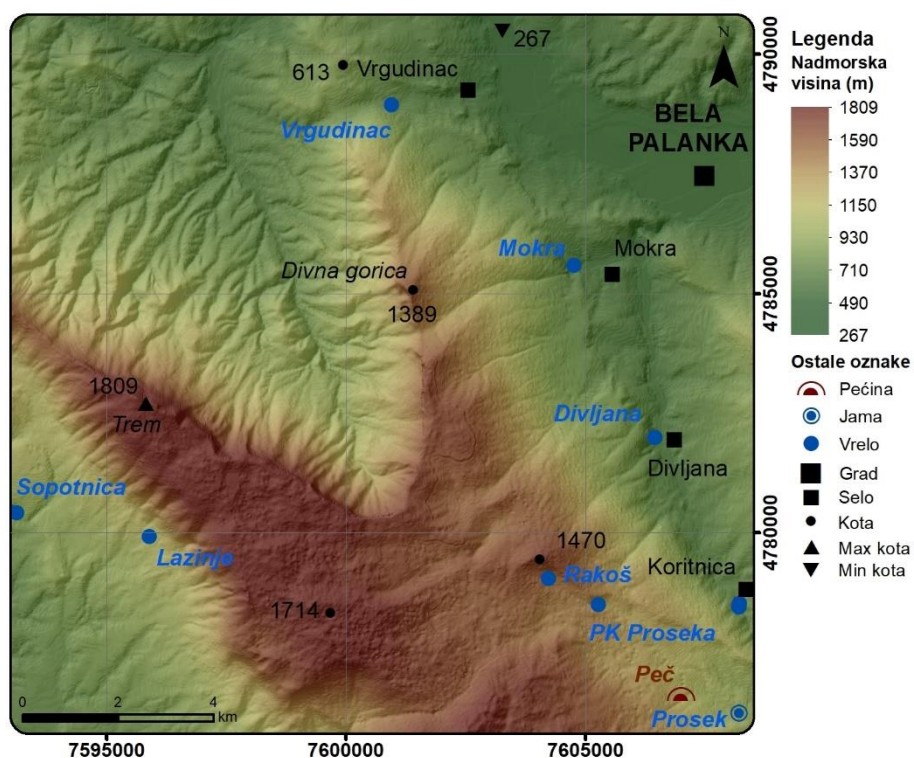 267
N
613
Vrgudinac
Vrgudinac
BELA
PALANKA
Mokra
Mokra
Divna gorica
1389
1809
Trem
Divljana
Divljana
Sopotnica
Lazinje
1470
Rakoš
Koritnica
1714
PK Proseka
Peč
Prosek
0 2 4
km
7595000 7600000 7605000
4790000
4785000
4780000
Legenda
Nadmorska
visina (m)
1809
1590
1370
1150
930
710
490
267
Ostale oznake
Pećina
Jama
Vrelo
Grad
Selo
Kota
Max kota
Min kota